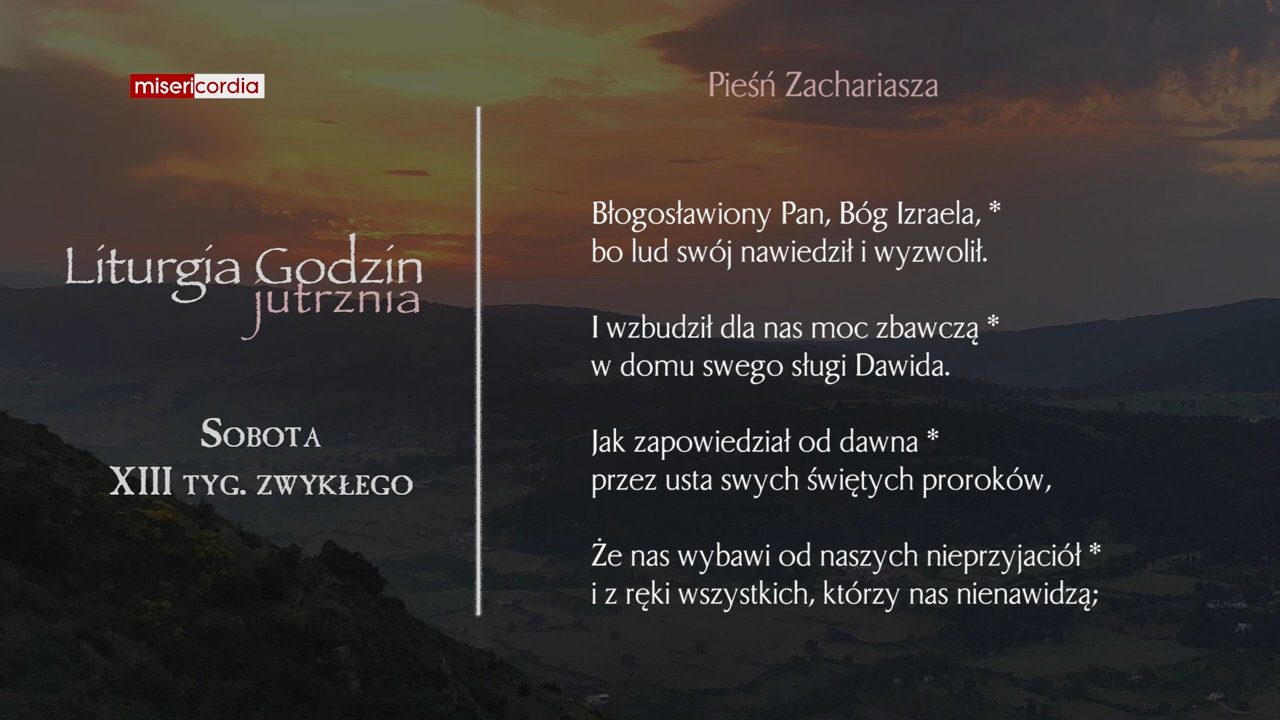 misericordia
Liturgia Godzin
jutrznia
Sobota
XIII tyg. zwykłego
Pieśń Zachariasza
Błogosławiony Pan, Bóg Izraela, *
bo lud swój nawiedził i wyzwolił.
I wzbudził dla nas moc zbawczą *
w domu swego sługi Dawida.
Jak zapowiedział od dawna *
przez usta swych świętych proroków,
Że nas wybawi od naszych nieprzyjaciół *
i z ręki wszystkich, którzy nas nienawidzą;